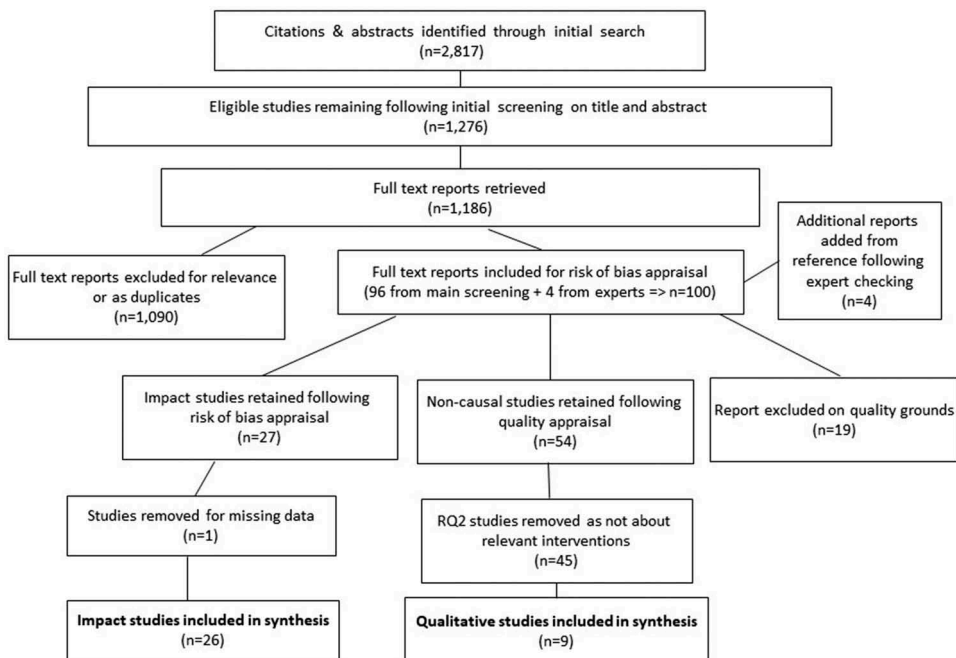 Citations & abstracts identified through initial search
(n=2,817)
Eligible studies remaining following initial screening on title and abstract
(n=1,276)
Full text reports retrieved
(n=1,186)
Additional reports
added from
reference following
expert checking
(n=4)
Full text reports excluded for relevance
or as duplicates
(n=1,090)
Full text reports included for risk of bias appraisal
(96 from main screening + 4 from experts => n=100)
Impact studies retained following
risk of bias appraisal
(n=27)
Non-causal studies retained following
quality appraisal
(n=54)
Report excluded on quality grounds
(n=19)
Studies removed for missing data
(n=1)
RQ2 studies removed as not about
relevant interventions
(n=45)
Impact studies included in synthesis
(n=26)
Qualitative studies included in synthesis
(n=9)